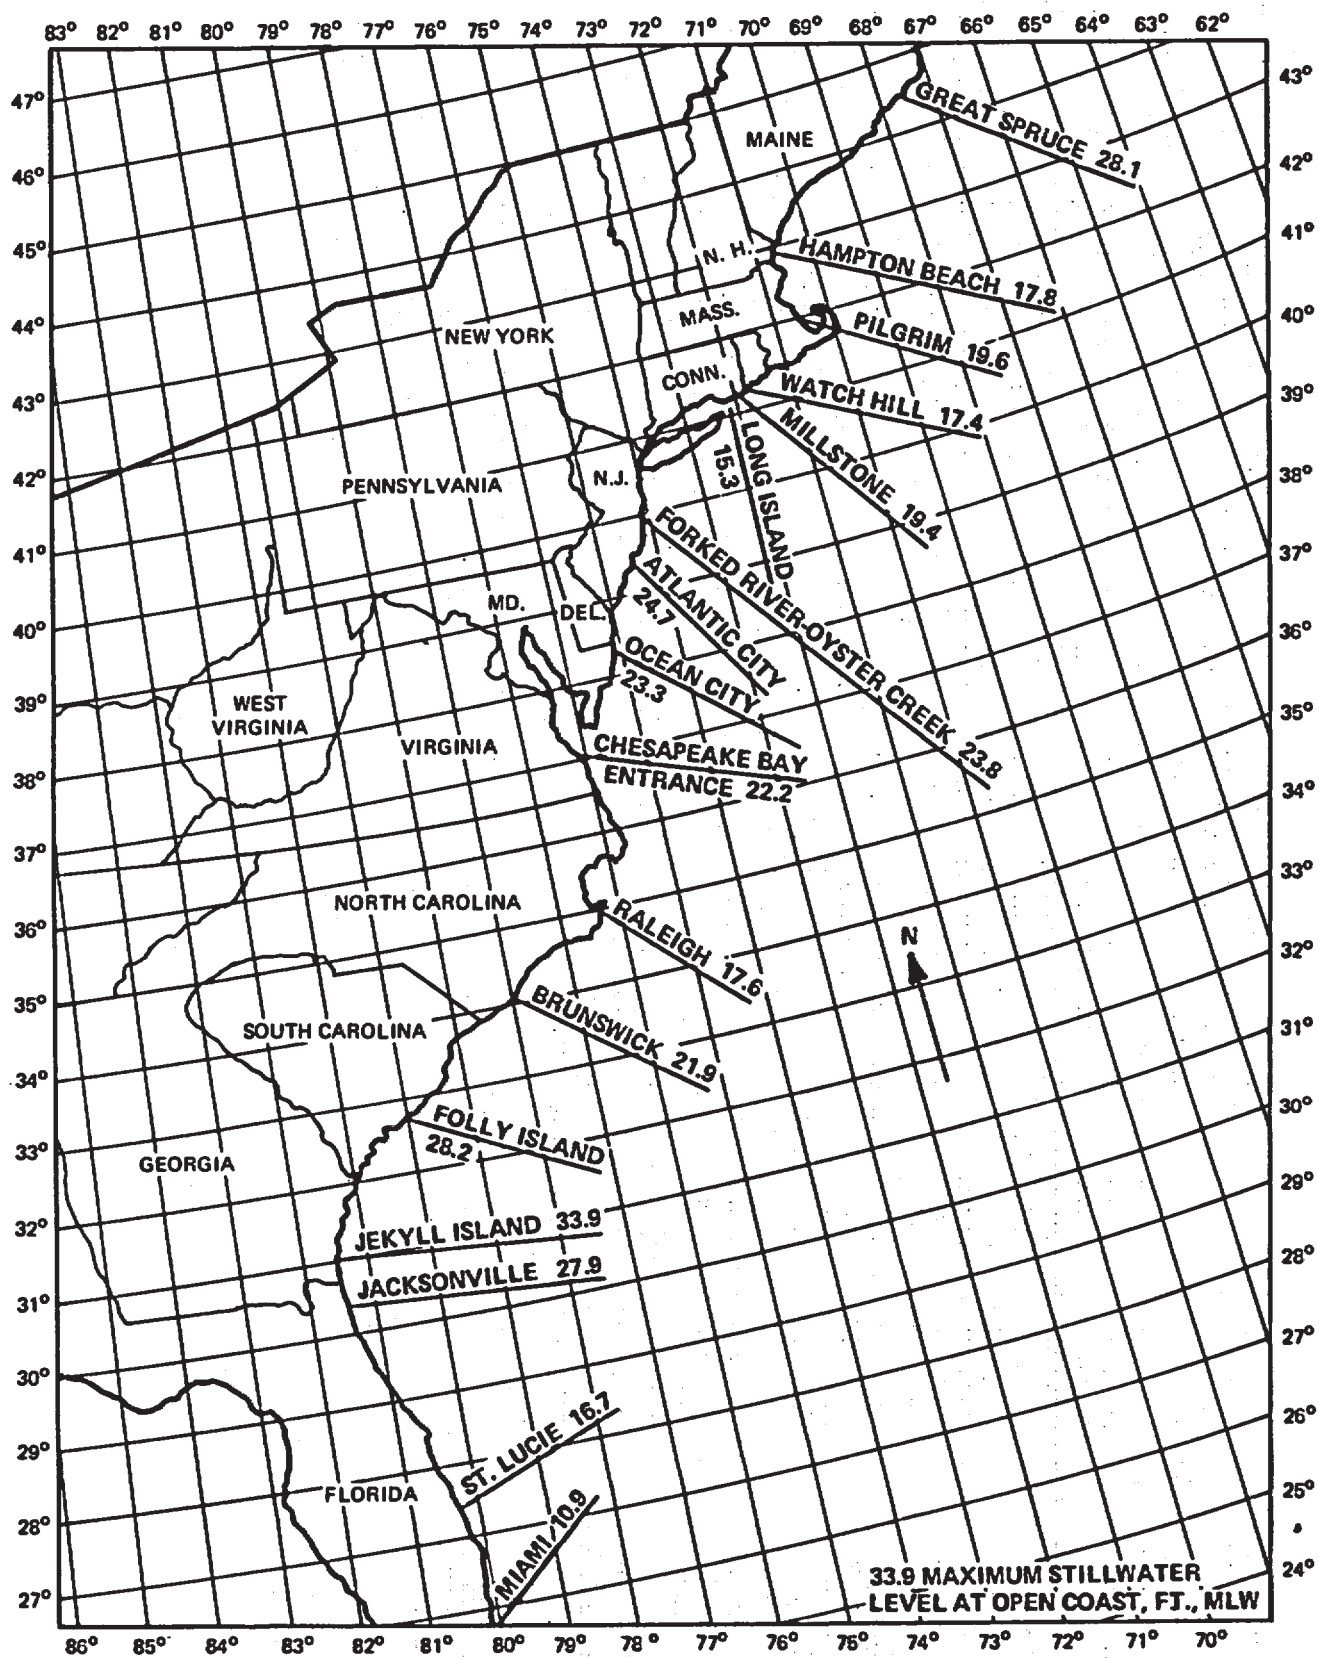 83° 82° 81° 80° 79° 78° 77° 76° 75° 74° 73° 72° 71° 70° 69° 68° 67° 66° 65° 64° 63° 62°
43°
47°
GREAT SPRUCE 28.1
MAINE
42°
46°
41°
45°
N. H.
HAMPTON BEACH 17.8
40°
44°
MASS.
PILGRIM 19.6
NEW YORK
CONN.
39°
43°
WATCH HILL 17.4
MILLSTONE 19.4
LONG ISLAND
15.3
38°
42°
PENNSYLVANIA
N.J.
FORKED RIVER-OYSTER CREEK 23.8
37°
41°
ATLANTIC CITY
24.7
MD.
DEL.
36°
40°
OCEAN CITY
23.3
35°
39°
WEST
VIRGINIA
VIRGINIA
CHESAPEAKE BAY
ENTRANCE 22.2
34°
38°
37°
33°
NORTH CAROLINA
RALEIGH 17.6
36°
N
32°
35°
BRUNSWICK 21.9
SOUTH CAROLINA
31°
34°
30°
FOLLY ISLAND
28.2
33°
GEORGIA
29°
32°
JEKYLL ISLAND 33.9
28°
JACKSONVILLE 27.9
31°
27°
30°
26°
ST. LUCIE 16.7
29°
25°
FLORIDA
MIAMI 10.9
28°
24°
33.9 MAXIMUM STILLWATER
LEVEL AT OPEN COAST, FT., MLW
27°
86° 85° 84° 83° 82° 81° 80° 79° 78° 77° 76° 75° 74° 73° 72° 71° 70°